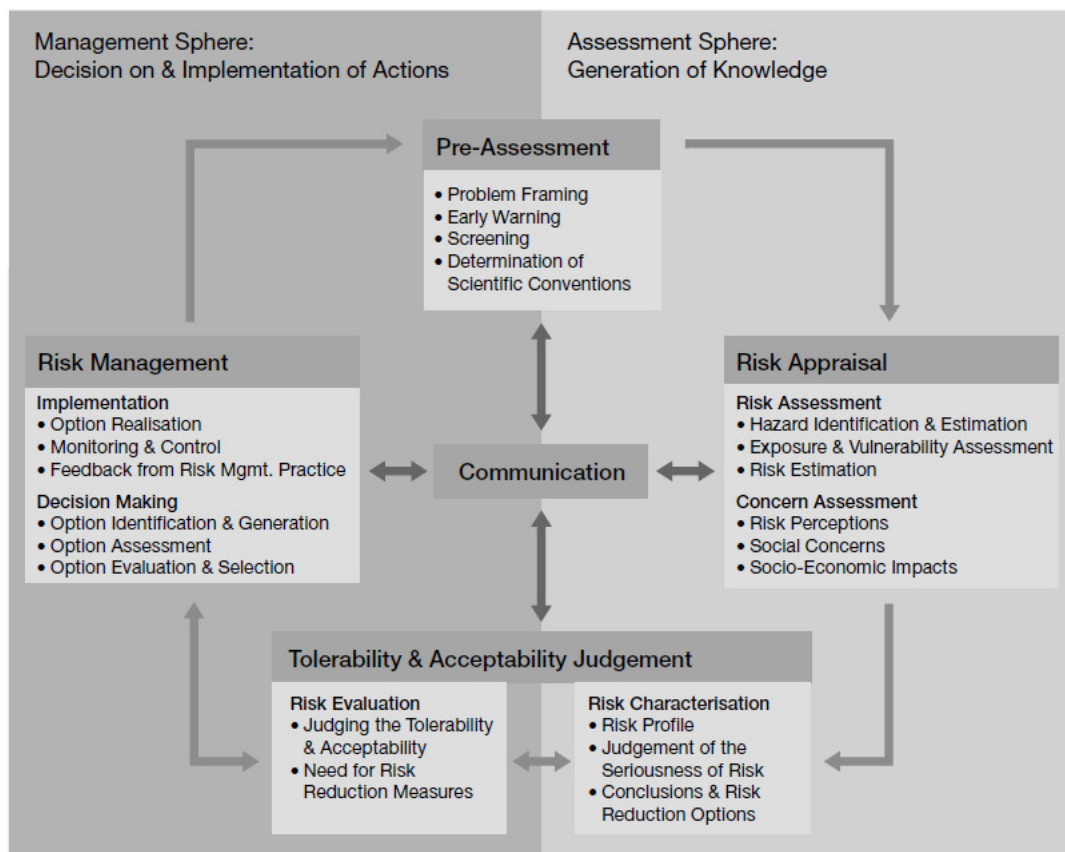 Management Sphere:
Decision on & Implementation of Actions
Assessment Sphere:
Generation of Knowledge
Pre-Assessment
• Problem Framing
• Early Warning
• Screening
• Determination of
Scientific Conventions
Risk Management
Implementation
• Option Realisation
• Monitoring & Control
• Feedback from Risk Mgmt. Practice
Decision Making
• Option Identification & Generation
• Option Assessment
• Option Evaluation & Selection
Communication
Risk Appraisal
Risk Assessment
• Hazard Identification & Estimation
• Exposure & Vulnerability Assessment
• Risk Estimation
Concern Assessment
• Risk Perceptions
• Social Concerns
• Socio-Economic Impacts
Tolerability & Acceptability Judgement
Risk Evaluation
• Judging the Tolerability
& Acceptability
• Need for Risk
Reduction Measures
Risk Characterisation
• Risk Profile
• Judgement of the
Seriousness of Risk
• Conclusions & Risk
Reduction Options